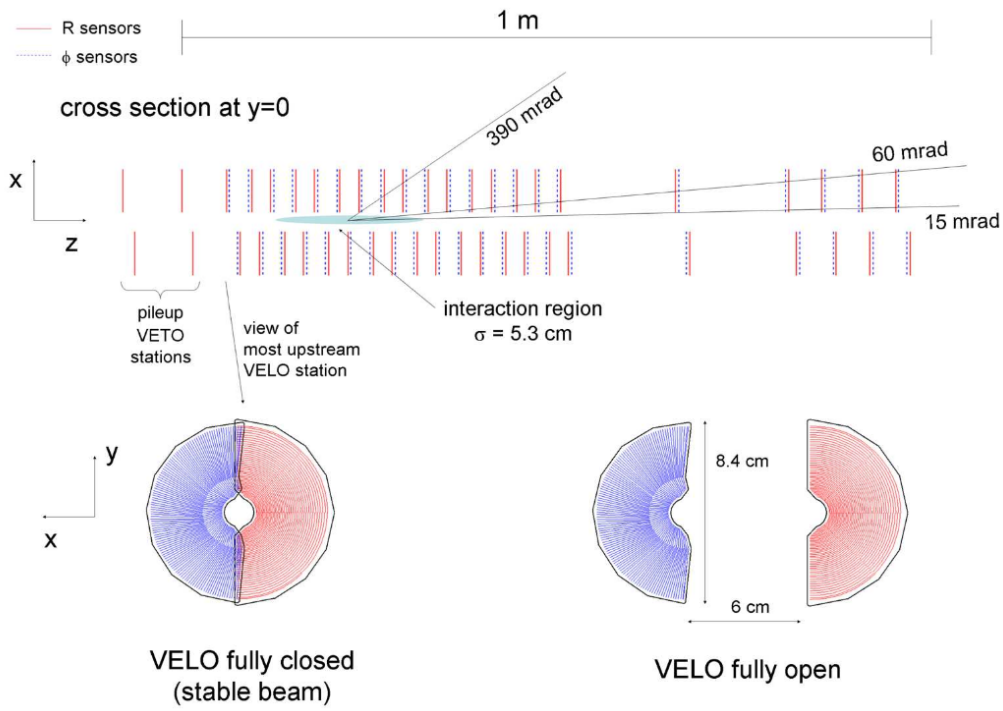 R sensors
ϕ sensors
1 m
cross section at y=0
390 mrad
60 mrad
15 mrad
x
z
pileup
VETO
stations
view of
most upstream
VELO station
interaction region
σ = 5.3 cm
y
x
8.4 cm
6 cm
VELO fully closed
(stable beam)
VELO fully open